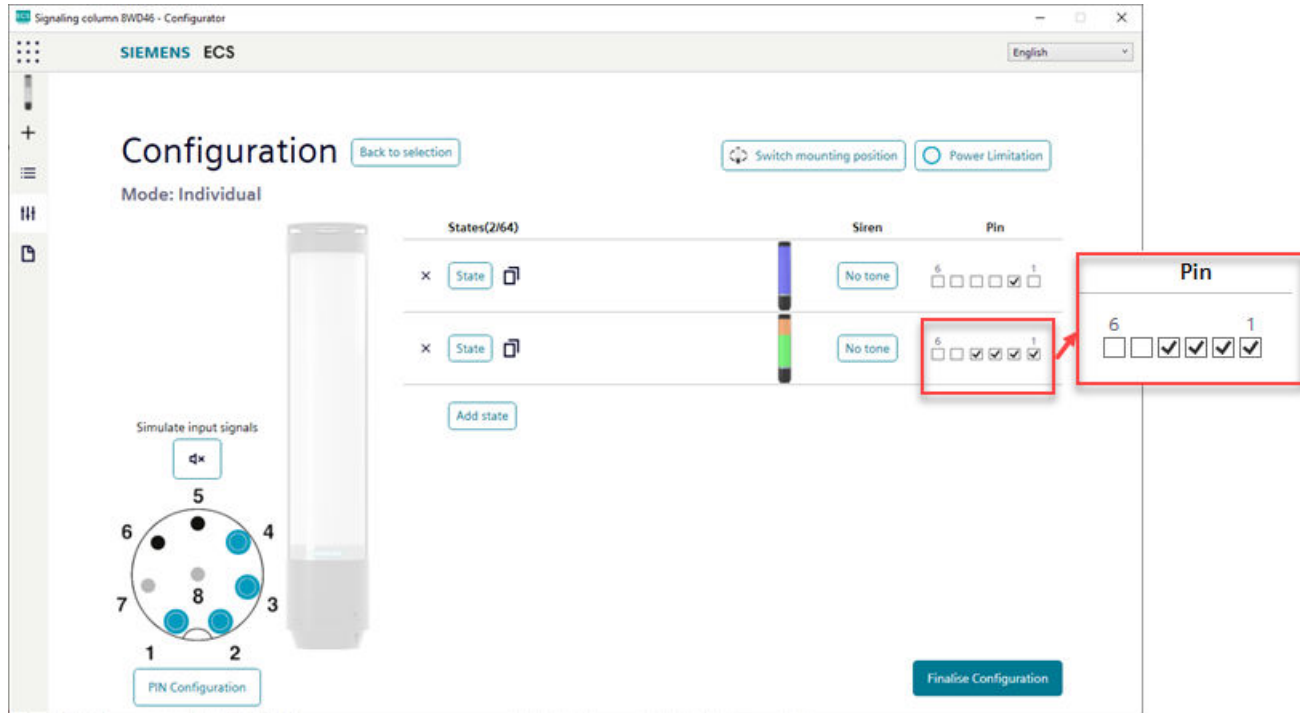 ECS Signaling column 8WD46 - Configurator
SIEMENS ECS
English
Configuration
Back to selection
Switch mounting position
Power Limitation
Mode: Individual
States(2/64)
Siren
Pin
State
No tone
6 1
State
No tone
6 1
Pin
6 1
Add state
Simulate input signals
5
6
4
7
8
3
1
2
PIN Configuration
Finalise Configuration